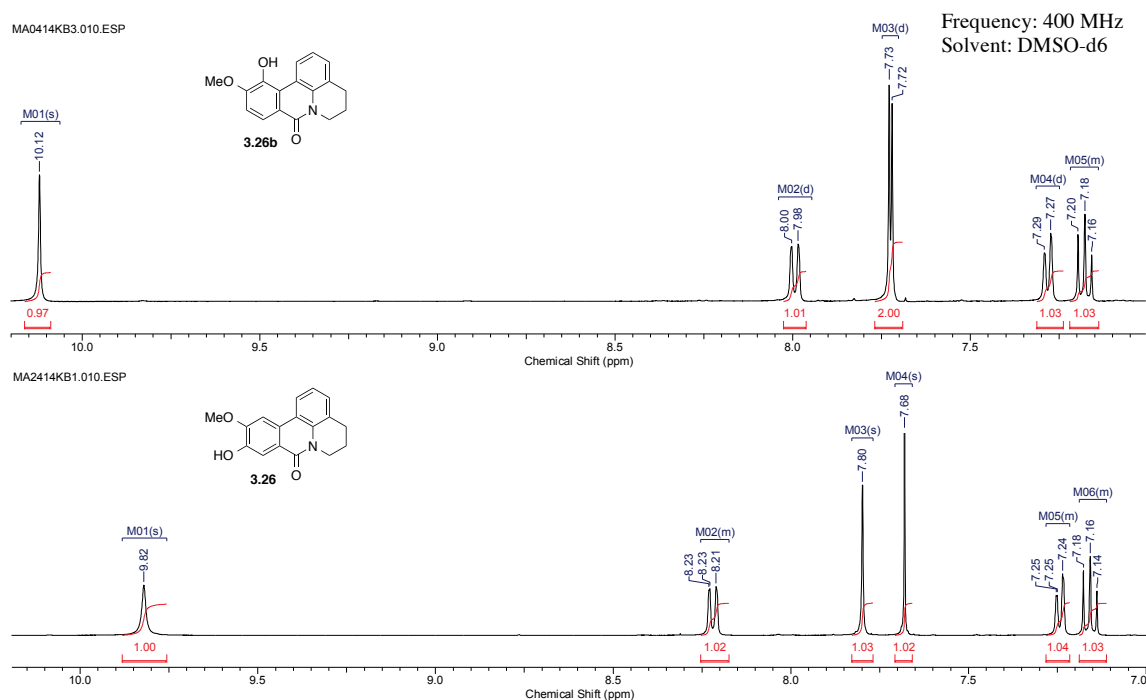 MA0414KB3.010.ESP
Frequency: 400 MHz
Solvent: DMSO-d6
OH
MeO
N
O
3.26b
M01(s)
10.12
M02(d)
8.00
7.98
M03(d)
7.73
7.72
M04(d)
7.29
7.27
M05(m)
7.20
7.18
7.16
0.97
1.01
2.00
1.03
1.03
10.0
9.5
9.0
8.5
8.0
7.5
Chemical Shift (ppm)
MA2414KB1.010.ESP
MeO
HO
N
O
3.26
M01(s)
9.82
M02(m)
8.23
8.23
8.21
M03(s)
7.80
M04(s)
7.68
M05(m)
7.25
7.25
7.24
M06(m)
7.18
7.16
7.14
1.00
1.02
1.03
1.02
1.04
1.03
10.0
9.5
9.0
8.5
8.0
7.5
7.0
Chemical Shift (ppm)